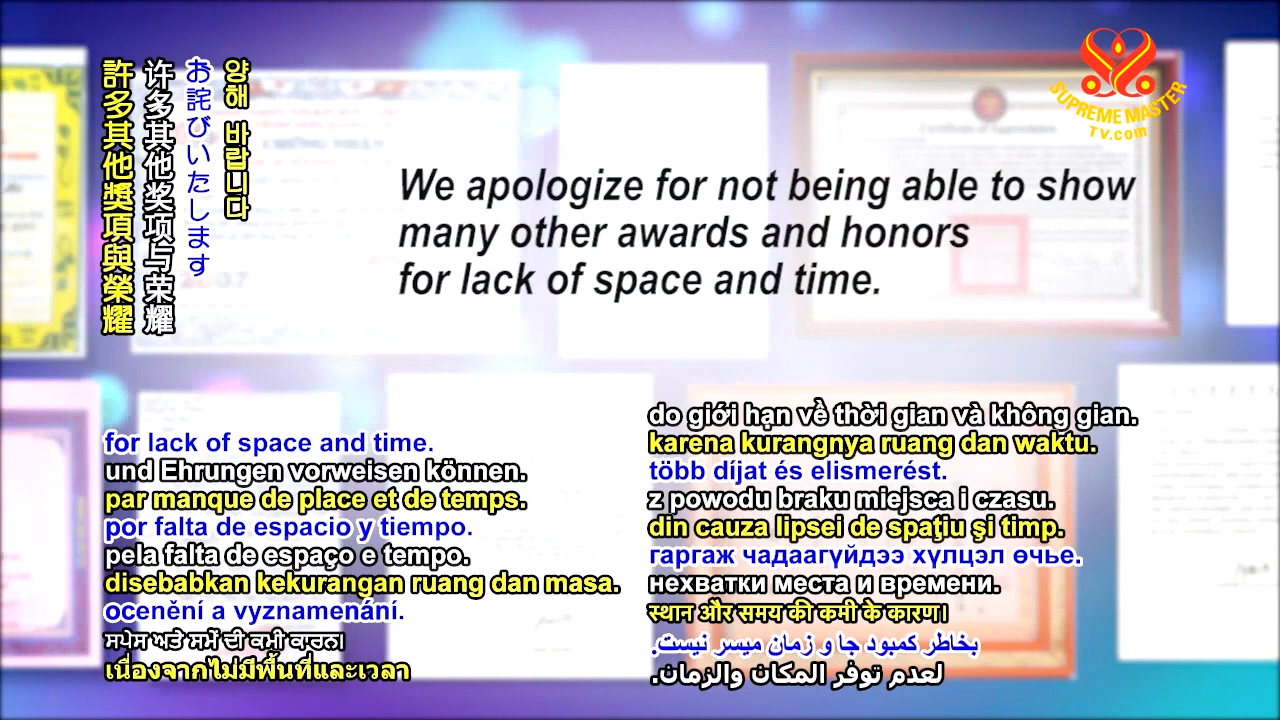 SUPREME MASTER
TV.com
許多其他獎項與榮耀
许多其他奖项与荣耀
お詫びいたします
양해 바랍니다
We apologize for not being able to show
many other awards and honors
for lack of space and time.
for lack of space and time.
und Ehrungen vorweisen können.
par manque de place et de temps.
por falta de espacio y tiempo.
pela falta de espaço e tempo.
disebabkan kekurangan ruang dan masa.
ocenění a vyznamenání.
ਸਪੇਸ ਅਤੇ ਸਮੇਂ ਦੀ ਕਮੀ ਕਾਰਨ।
เนื่องจากไม่มีพื้นที่และเวลา
do giới hạn về thời gian và không gian.
karena kurangnya ruang dan waktu.
több díjat és elismerést.
z powodu braku miejsca i czasu.
din cauza lipsei de spaţiu şi timp.
гаргаж чадаагүйдээ хүлцэл өчье.
нехватки места и времени.
स्थान और समय की कमी के कारण।
بخاطر کمبود جا و زمان میسر نیست.
لعدم توفر المكان والزمان.